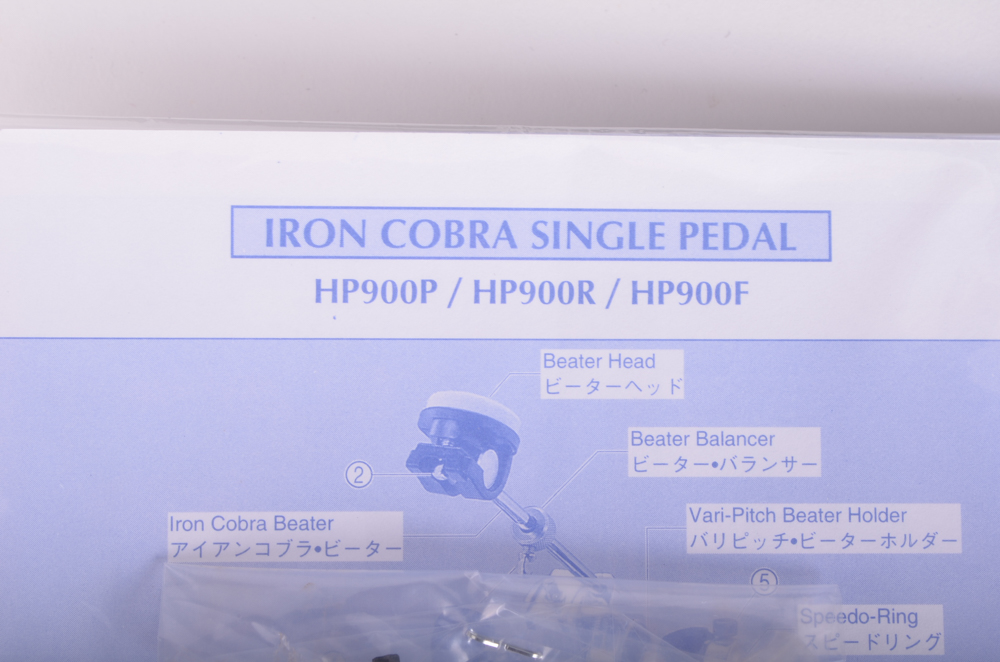 IRON COBRA SINGLE PEDAL
HP900P / HP900R / HP900F
Beater Head
ビーターヘッド
Beater Balancer
ビーター•バランサー
②
Iron Cobra Beater
アイアンコブラ•ビーター
Vari-Pitch Beater Holder
バリピッチ•ビーターホルダー
⑤
Speedo-Ring
スピードリング